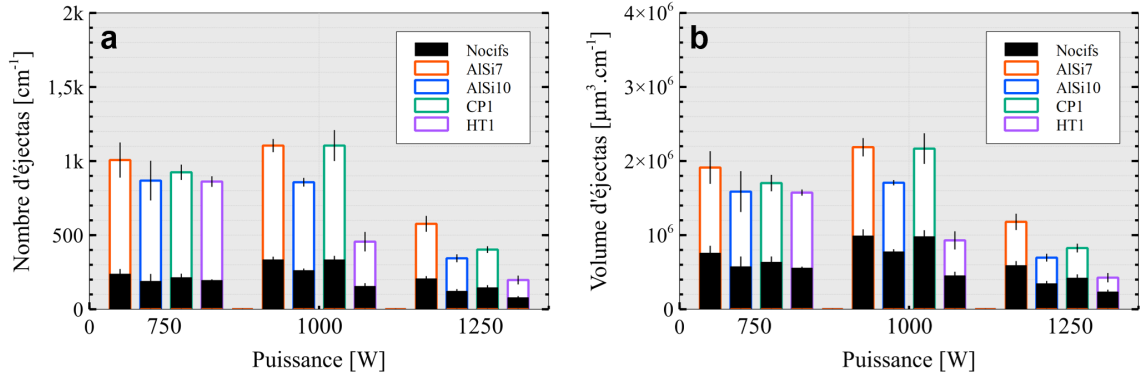 a
2k
1,5k
1k
500
0
Nombre d'éjectas [cm⁻¹]
Nocifs
AlSi7
AlSi10
CP1
HT1
0
750
1000
1250
Puissance [W]
b
4×10⁶
3×10⁶
2×10⁶
10⁶
0
Volume d'éjectas [µm³ .cm⁻¹]
Nocifs
AlSi7
AlSi10
CP1
HT1
0
750
1000
1250
Puissance [W]